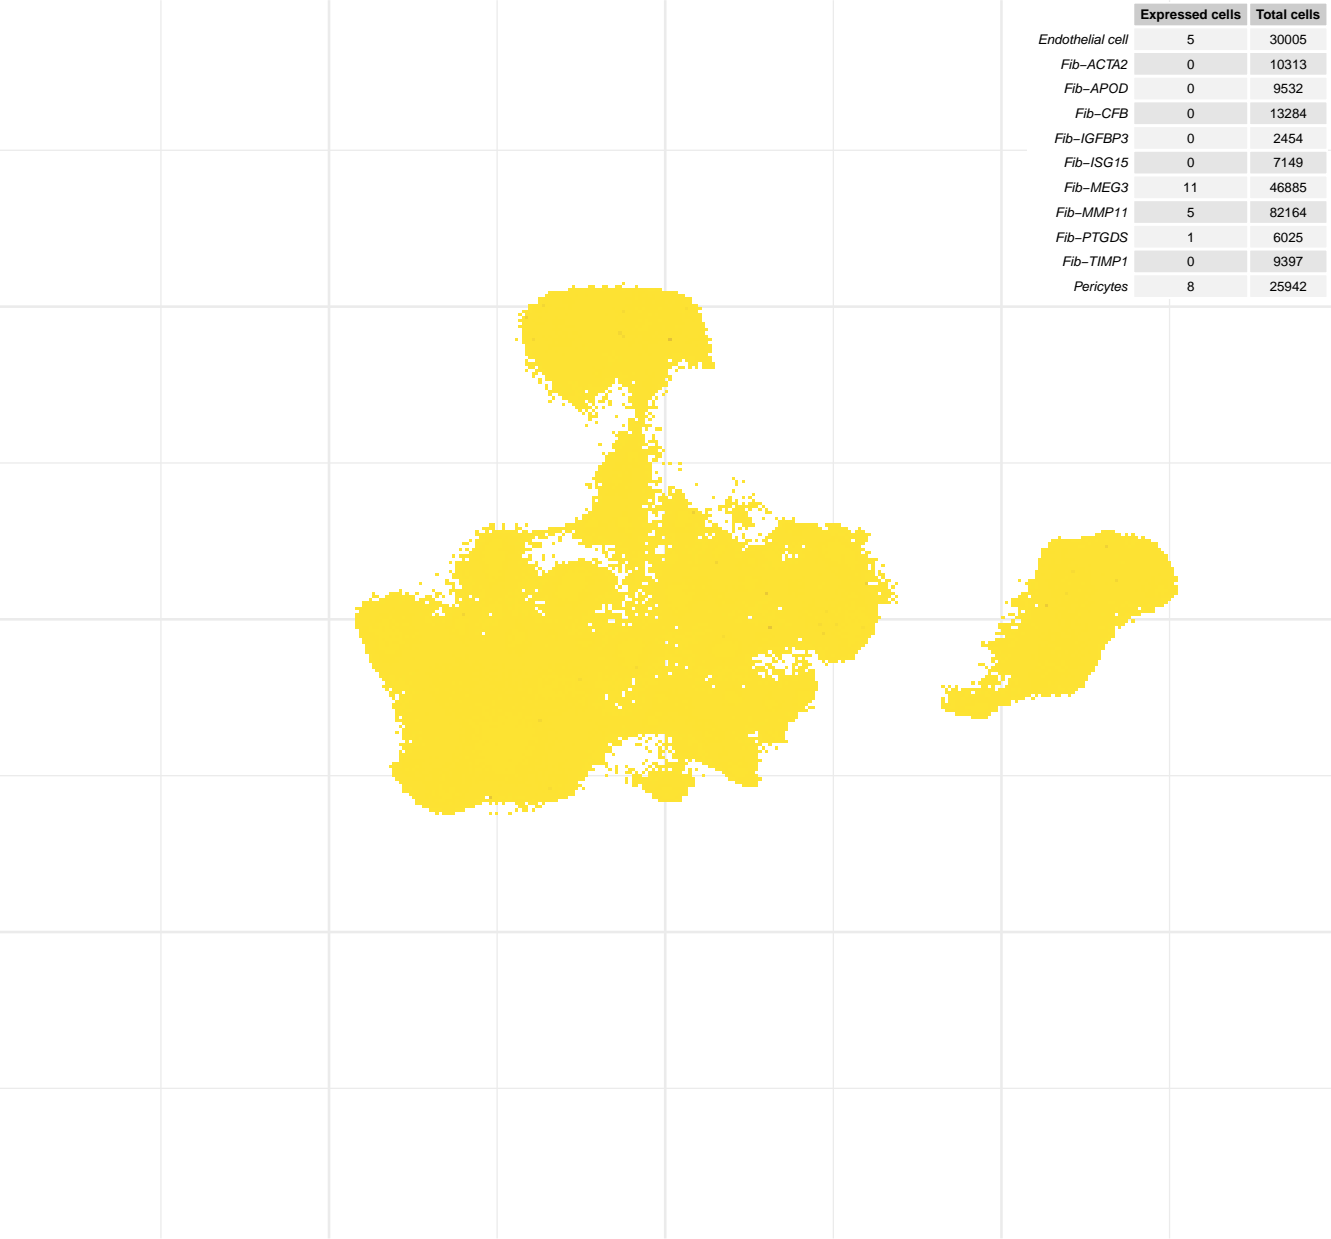 Expressed cells Total cells
Endothelial cell 5 30005
Fib−ACTA2 0 10313
Fib−APOD 0 9532
Fib−CFB 0 13284
Fib−IGFBP3 0 2454
Fib−ISG15 0 7149
Fib−MEG3 11 46885
Fib−MMP11 5 82164
Fib−PTGDS 1 6025
Fib−TIMP1 0 9397
Pericytes 8 25942